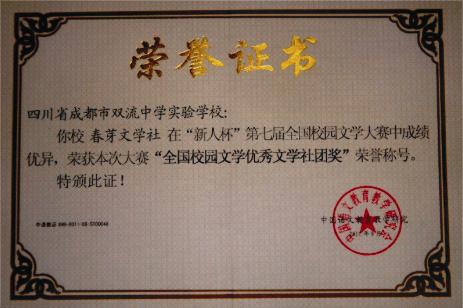 荣誉证书
四川省成都市双流中学实验学校:
你校 春芽文学社 在“新人杯”第七届全国校园文学大赛中成绩
优异，荣获本次大赛“全国校园文学优秀文学社团奖”荣誉称号。
特颁此证！